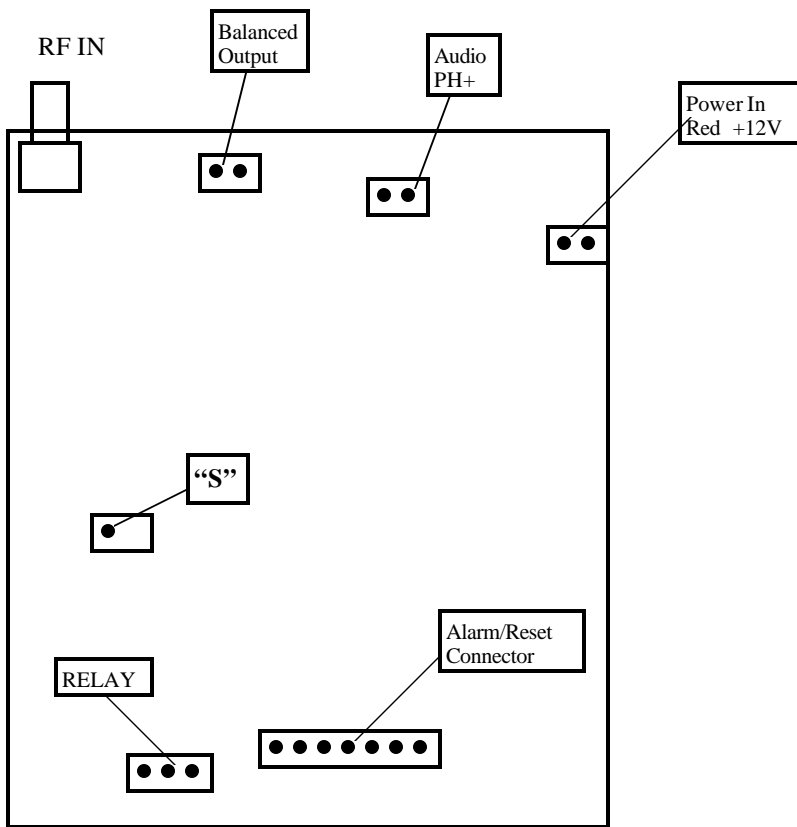 RF IN
Balanced
Output
Audio
PH+
Power In
Red +12V
“S”
Alarm/Reset
Connector
RELAY